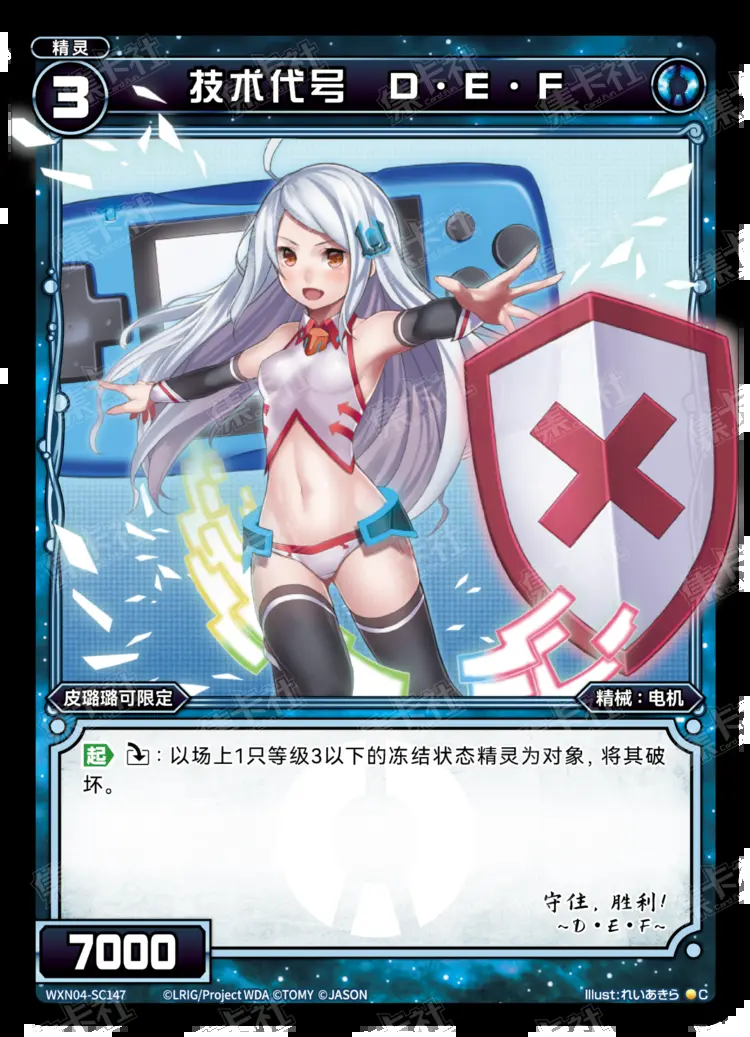 精灵
3
技术代号 D・E・F
皮璐璐可限定
精械：电机
起 ：以场上1只等级3以下的冻结状态精灵为对象，将其破
坏。
守住，胜利！
～D・E・F～
7000
WXN04-SC147 ©LRIG/Project WDA ©TOMY ©JASON Illust:れいあきら C
集卡社